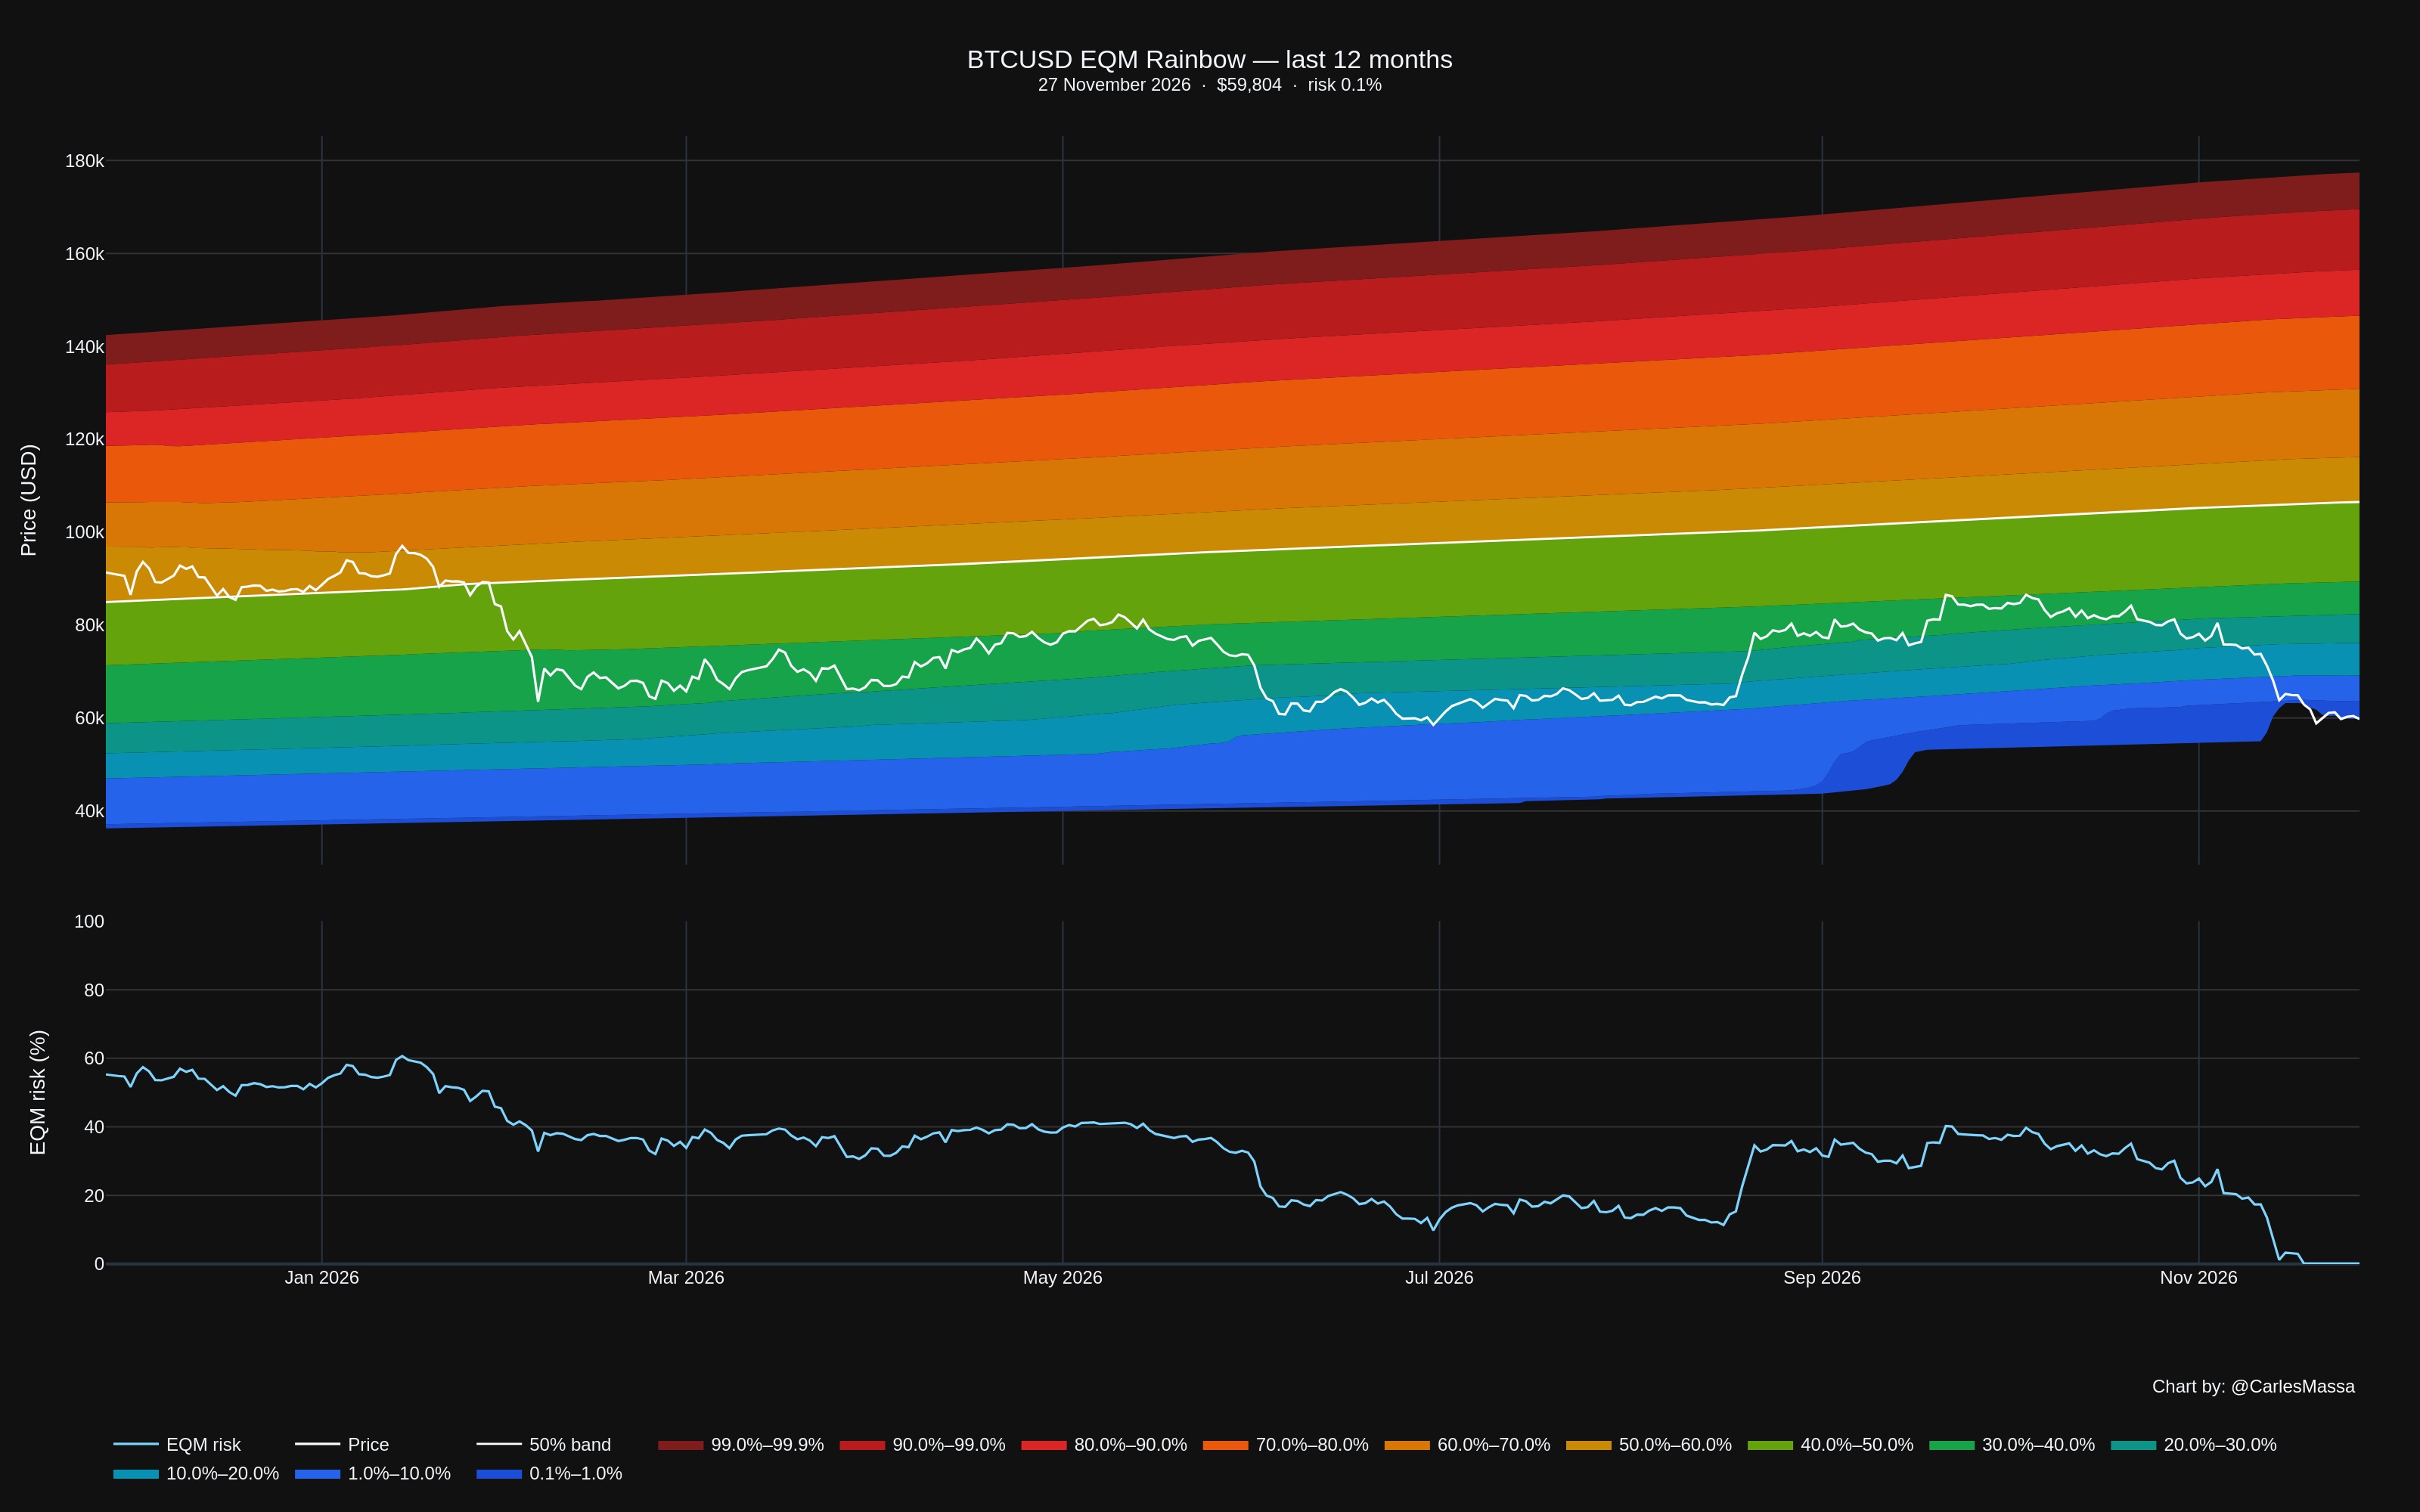 BTCUSD EQM Rainbow — last 12 months
27 November 2026 · $59,804 · risk 0.1%
Price (USD)
180k
160k
140k
120k
100k
80k
60k
40k
EQM risk (%)
100
80
60
40
20
0
Jan 2026 Mar 2026 May 2026 Jul 2026 Sep 2026 Nov 2026
Chart by: @CarlesMassa
EQM risk Price 50% band 99.0%–99.9% 90.0%–99.0% 80.0%–90.0% 70.0%–80.0% 60.0%–70.0% 50.0%–60.0% 40.0%–50.0% 30.0%–40.0% 20.0%–30.0%
10.0%–20.0% 1.0%–10.0% 0.1%–1.0%